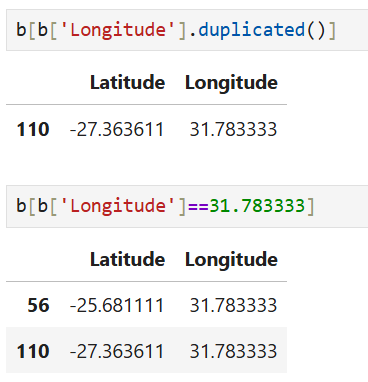 b[b['Longitude'].duplicated()]
Latitude Longitude
110 -27.363611 31.783333
b[b['Longitude']==31.783333]
Latitude Longitude
56 -25.681111 31.783333
110 -27.363611 31.783333